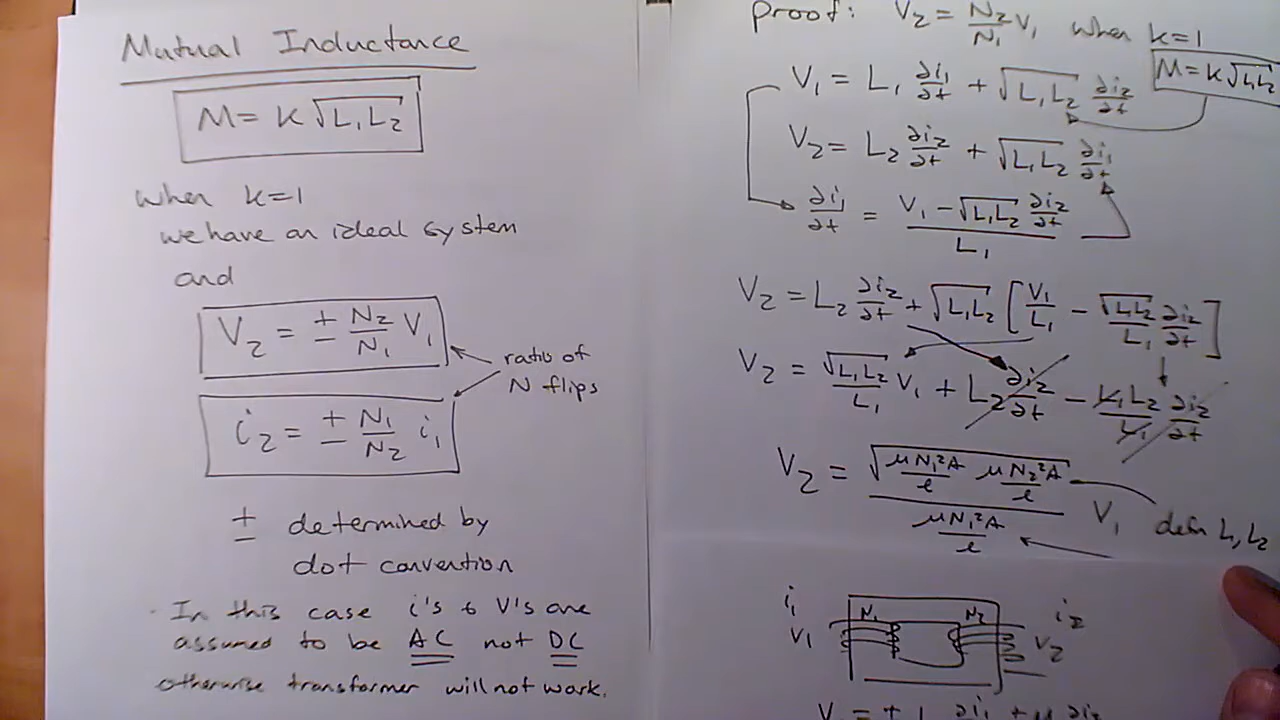 Mutual Inductance
M = k√L₁L₂
when k=1
we have an ideal system
and
V₂ = ± N₂/N₁ V₁
ratio of
N flips
i₂ = ± N₁/N₂ i₁
± determined by
dot convention
· In this case i's & V's are
assumed to be AC not DC
otherwise transformer will not work.
proof: V₂ = N₂/N₁ V₁ when k=1
M = k√L₁L₂
V₁ = L₁ ∂i₁/∂t + √L₁L₂ ∂i₂/∂t
V₂ = L₂ ∂i₂/∂t + √L₁L₂ ∂i₁/∂t
∂i₁/∂t = (V₁ - √L₁L₂ ∂i₂/∂t)/L₁
V₂ = L₂ ∂i₂/∂t + √L₁L₂ [V₁/L₁ - √L₁L₂/L₁ ∂i₂/∂t]
V₂ = √L₁L₂/L₁ V₁ + L₂ ∂i₂/∂t - L₁L₂/L₁ ∂i₂/∂t
V₂ = √(μN₁²A/ℓ μN₂²A/ℓ)/(μN₁²A/ℓ) V₁ defn L₁, L₂
i₁ N₁ N₂ i₂
V₁ V₂
V = + L ∂i₁ + M ∂i₂